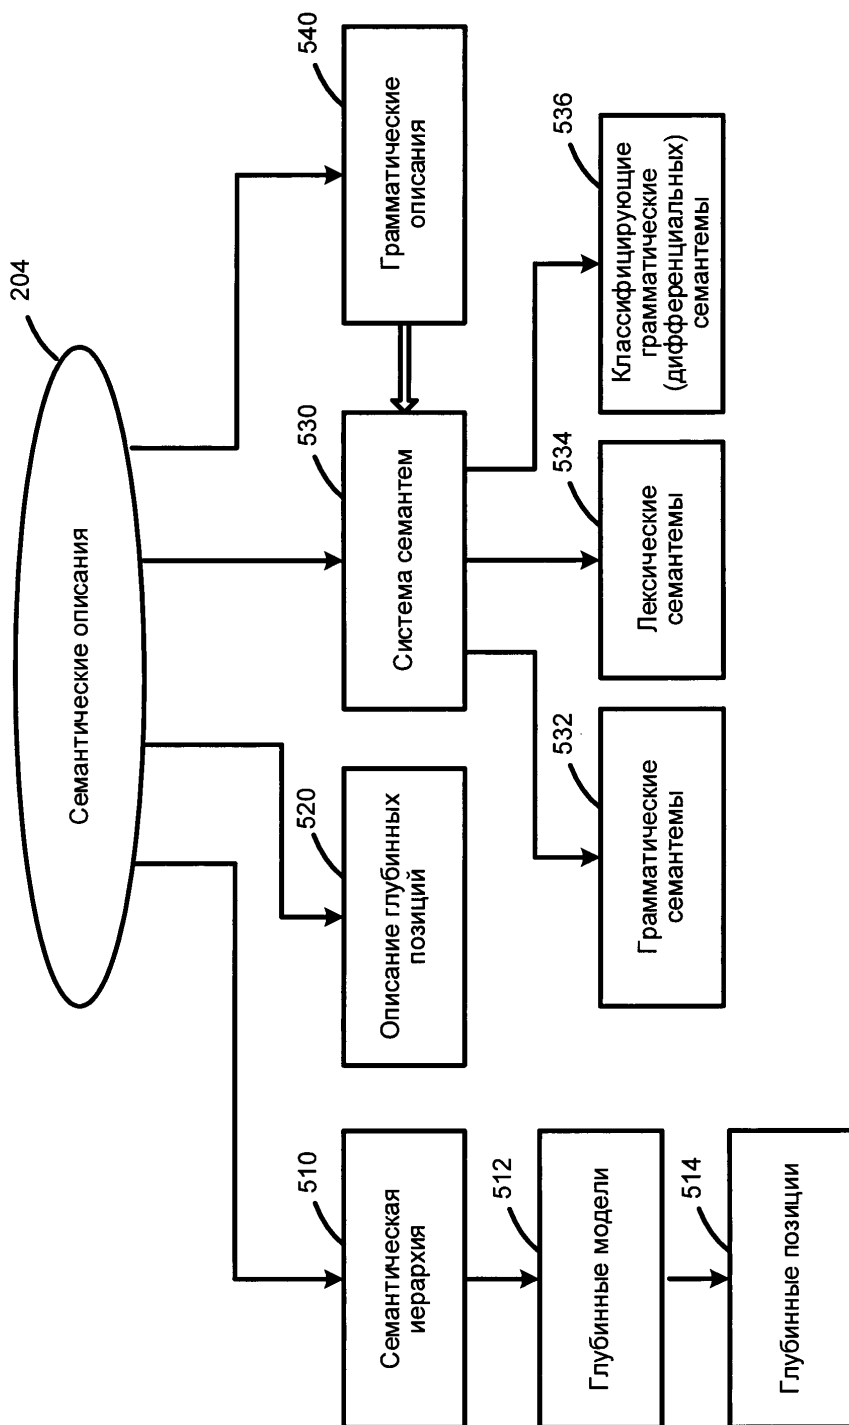 204
Семантические описания
510
Семантическая
иерархия
520
Описание глубинных
позиций
530
Система семантем
540
Грамматические
описания
512
Глубинные модели
532
Грамматические
семантемы
534
Лексические
семантемы
536
Классифицирующие
грамматические
(дифференциальных)
семантемы
514
Глубинные позиции